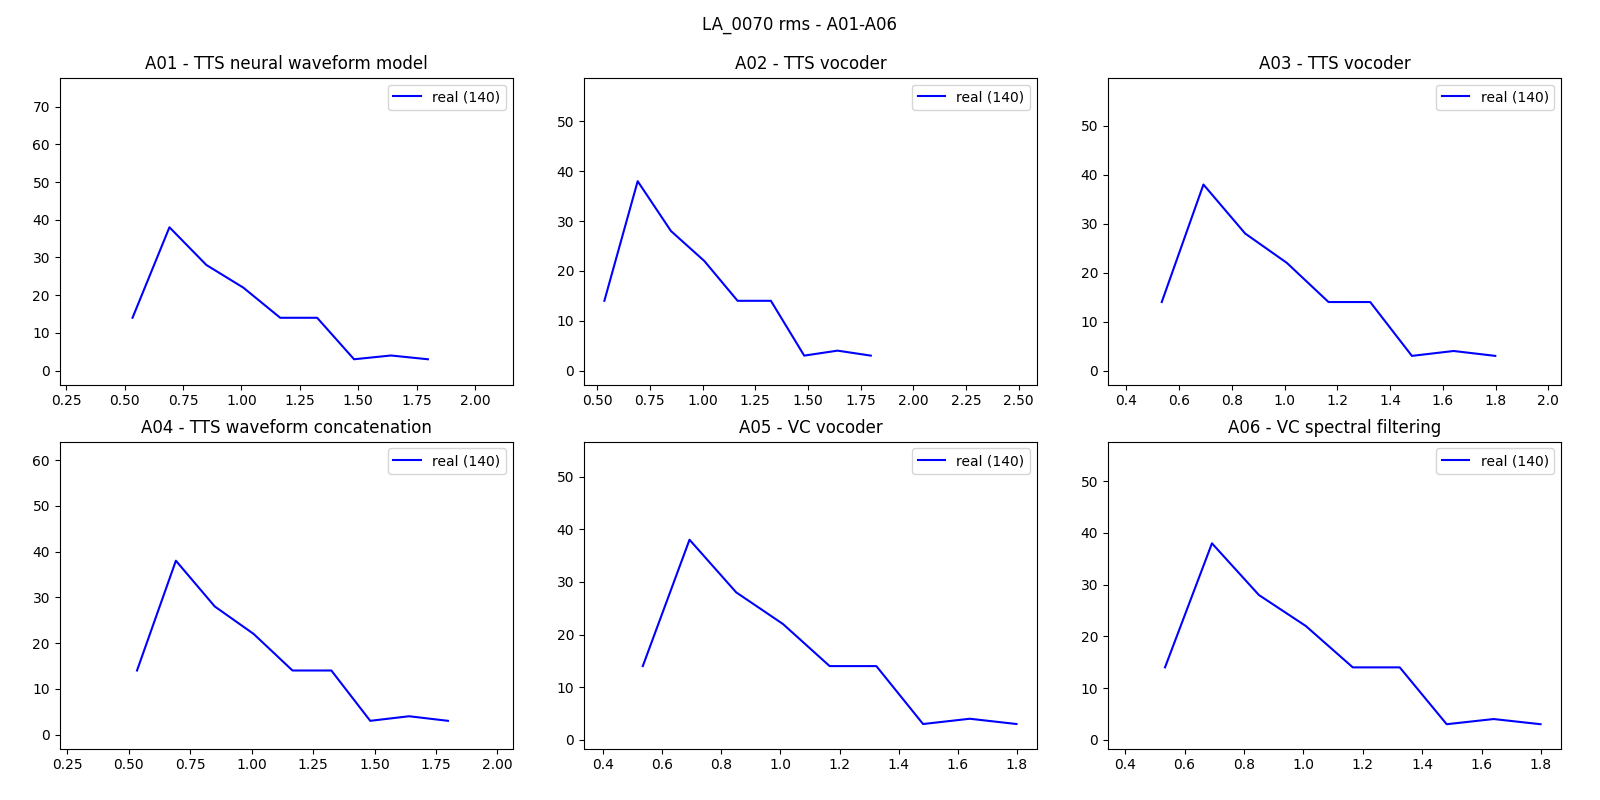 LA_0070 rms - A01-A06
A01 - TTS neural waveform model
real (140)
70
60
50
40
30
20
10
0
0.25 0.50 0.75 1.00 1.25 1.50 1.75 2.00
A02 - TTS vocoder
real (140)
50
40
30
20
10
0
0.50 0.75 1.00 1.25 1.50 1.75 2.00 2.25 2.50
A03 - TTS vocoder
real (140)
50
40
30
20
10
0
0.4 0.6 0.8 1.0 1.2 1.4 1.6 1.8 2.0
A04 - TTS waveform concatenation
real (140)
60
50
40
30
20
10
0
0.25 0.50 0.75 1.00 1.25 1.50 1.75 2.00
A05 - VC vocoder
real (140)
50
40
30
20
10
0
0.4 0.6 0.8 1.0 1.2 1.4 1.6 1.8
A06 - VC spectral filtering
real (140)
50
40
30
20
10
0
0.4 0.6 0.8 1.0 1.2 1.4 1.6 1.8